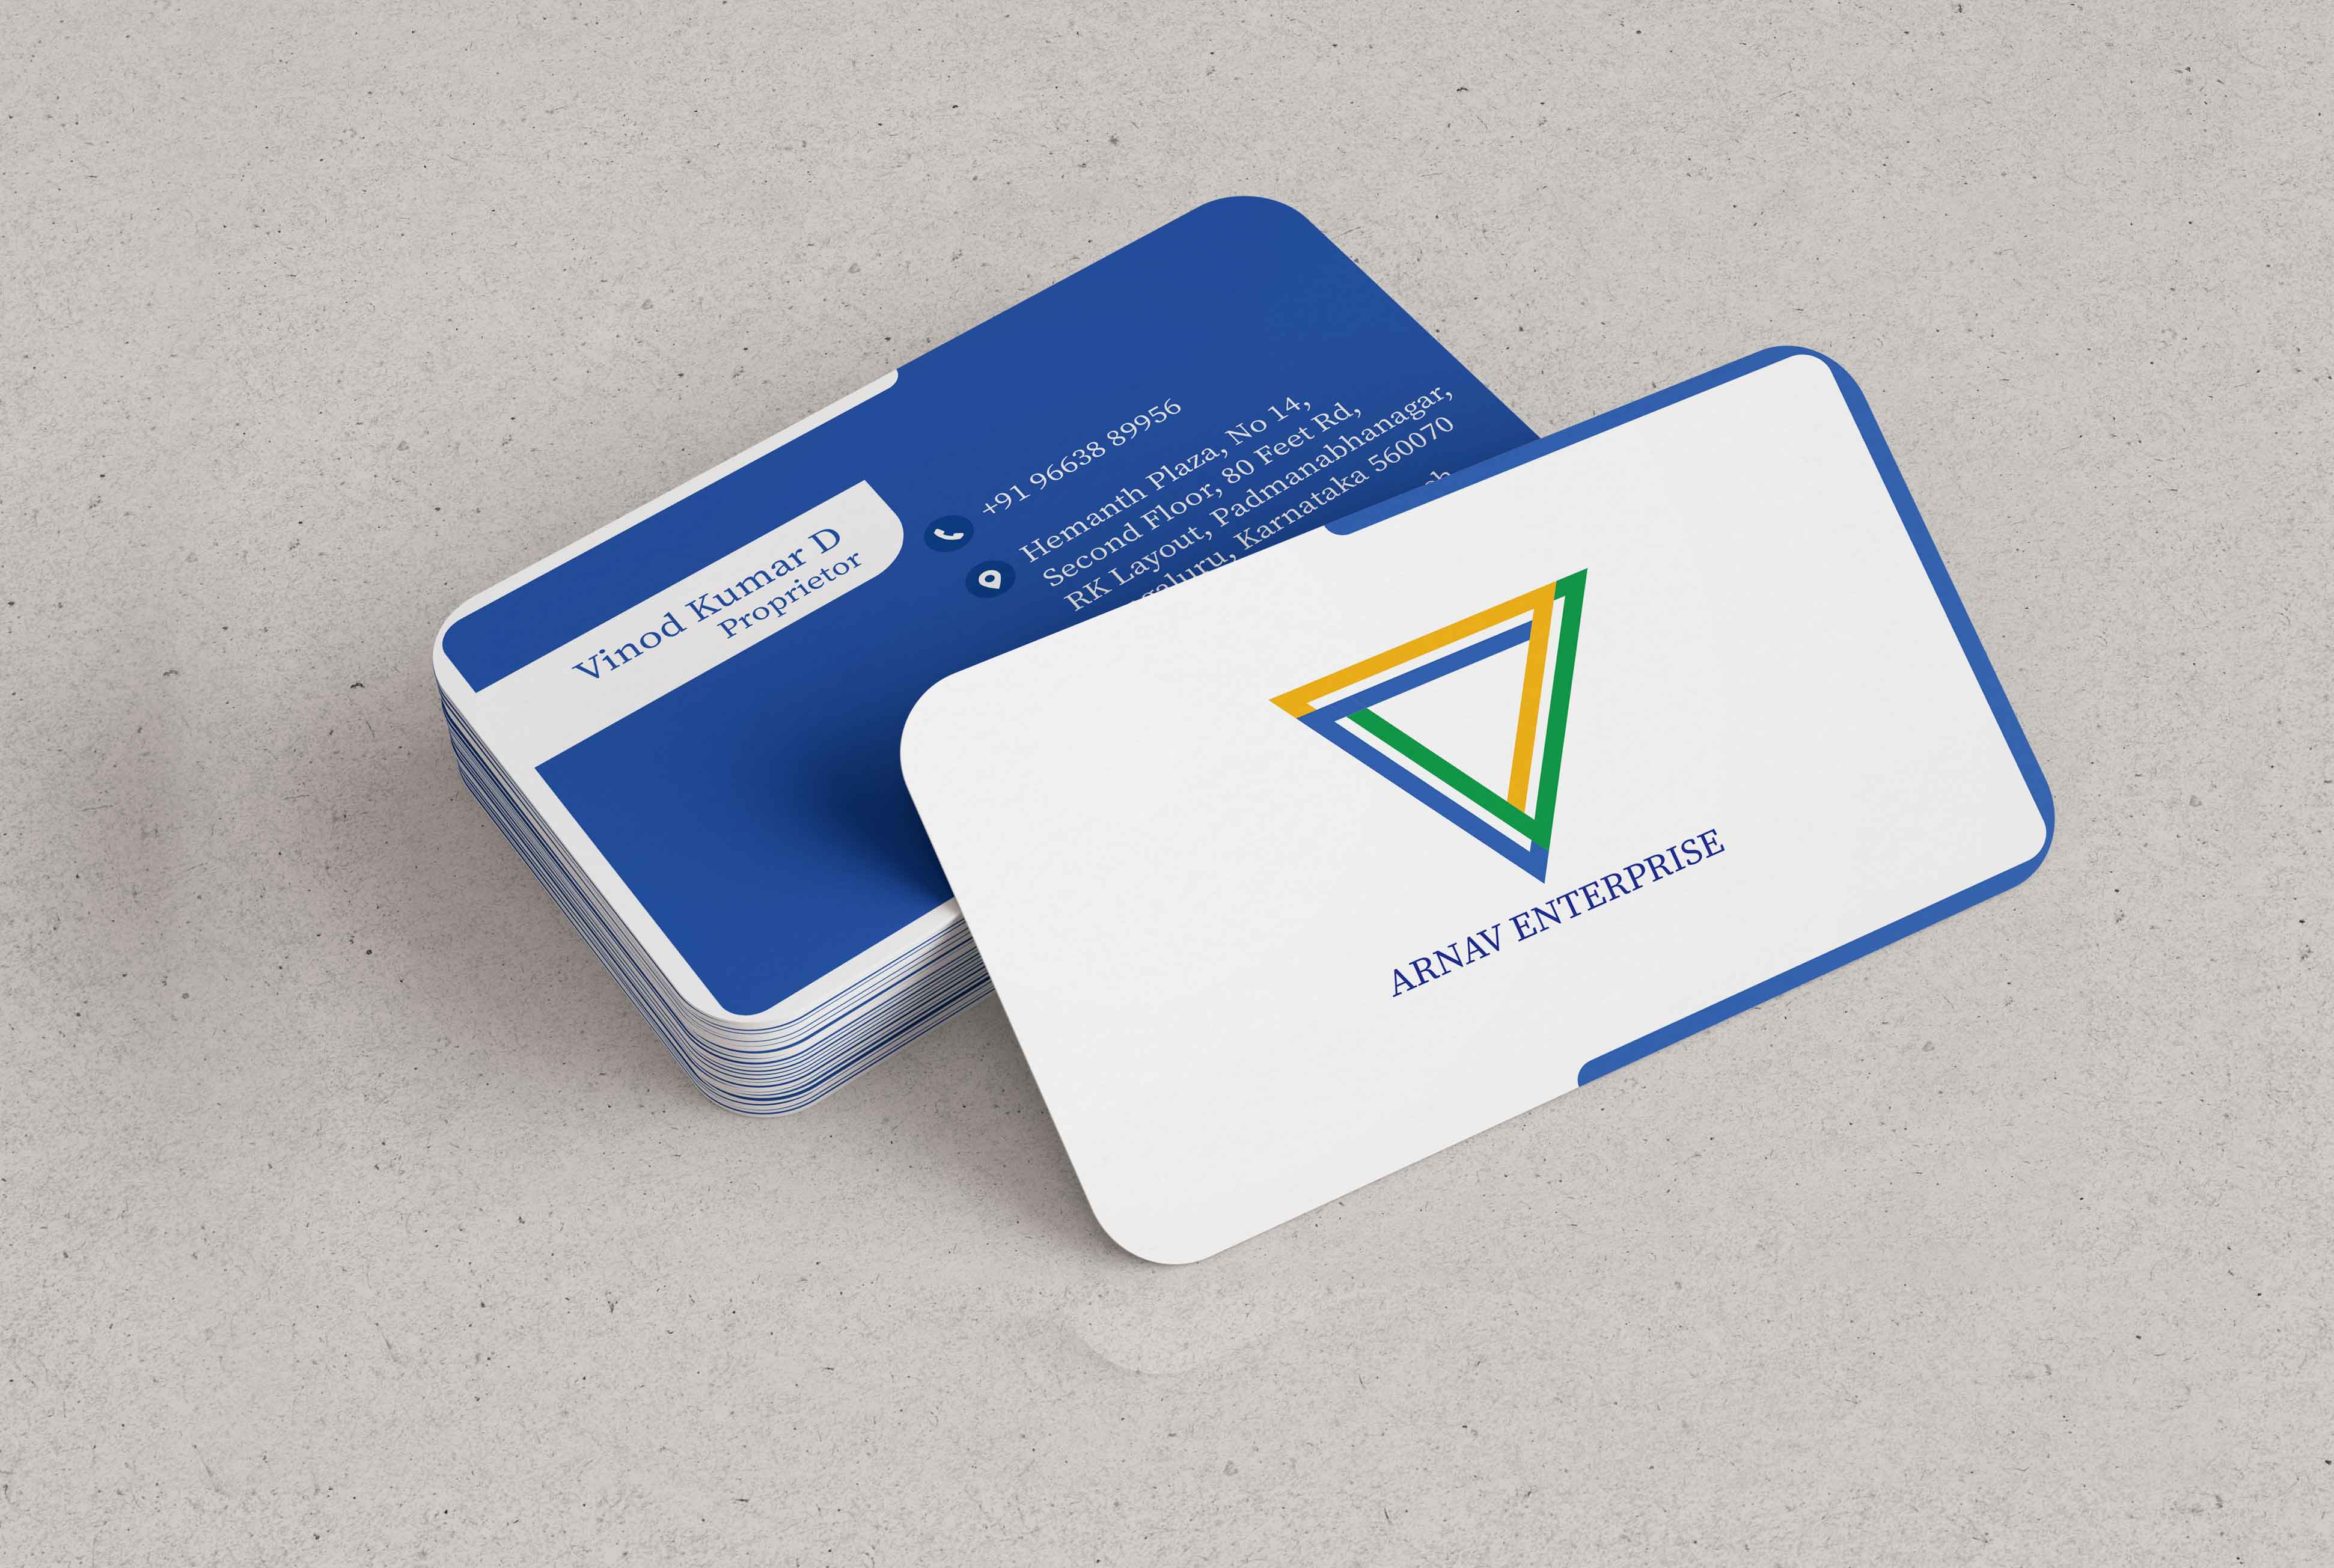 Vinod Kumar D
Proprietor
+91 96638 89956
Hemanth Plaza, No 14,
Second Floor, 80 Feet Rd,
RK Layout, Padmanabhanagar,
Karnataka 560070
ARNAV ENTERPRISE